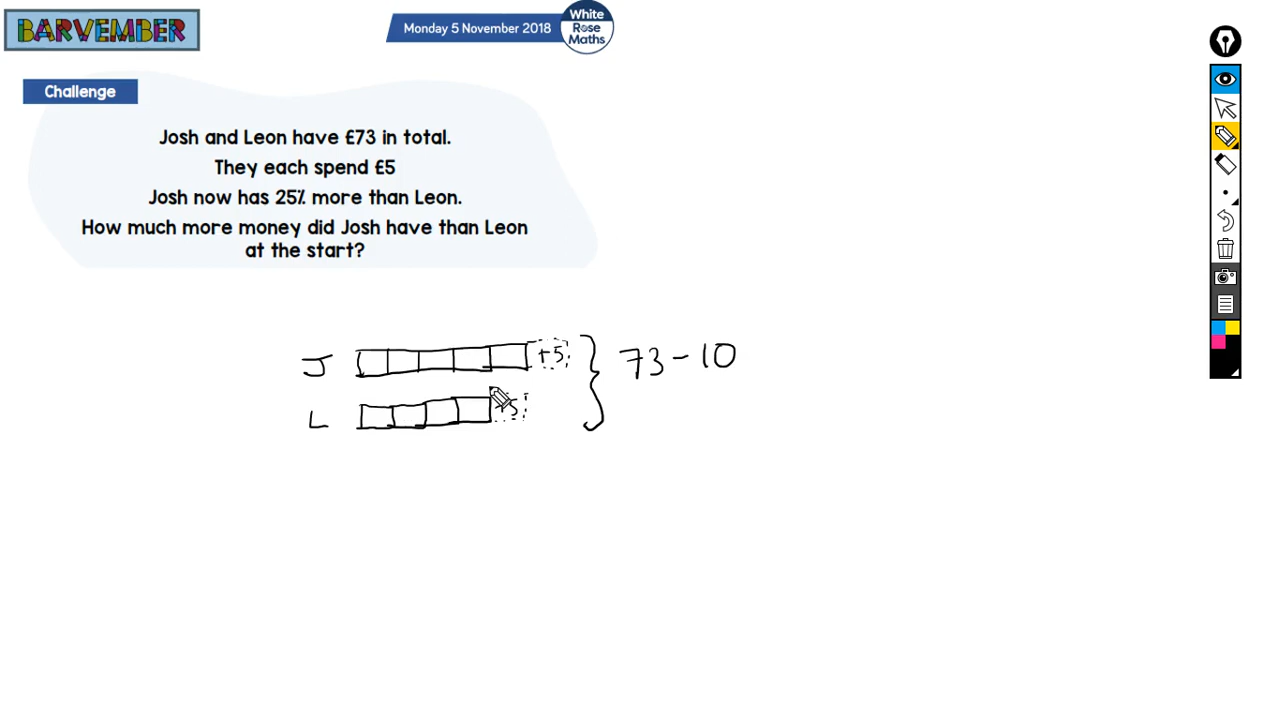 BARVEMBER
Monday 5 November 2018
White
Rose
Maths
Challenge
Josh and Leon have £73 in total.
They each spend £5
Josh now has 25% more than Leon.
How much more money did Josh have than Leon
at the start?
J +5 73-10
L +5